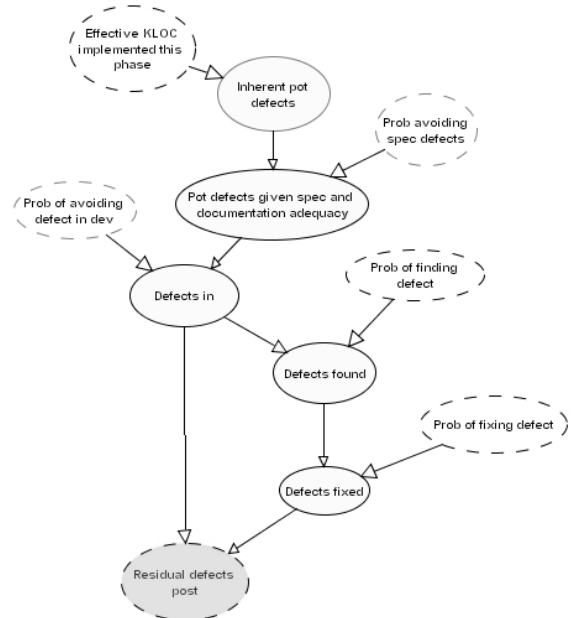 Effective KLOC
implemented this
phase
Inherent pot
defects
Prob avoiding
spec defects
Pot defects given spec and
documentation adequacy
Prob of avoiding
defect in dev
Prob of finding
defect
Defects in
Defects found
Prob of fixing defect
Defects fixed
Residual defects
post